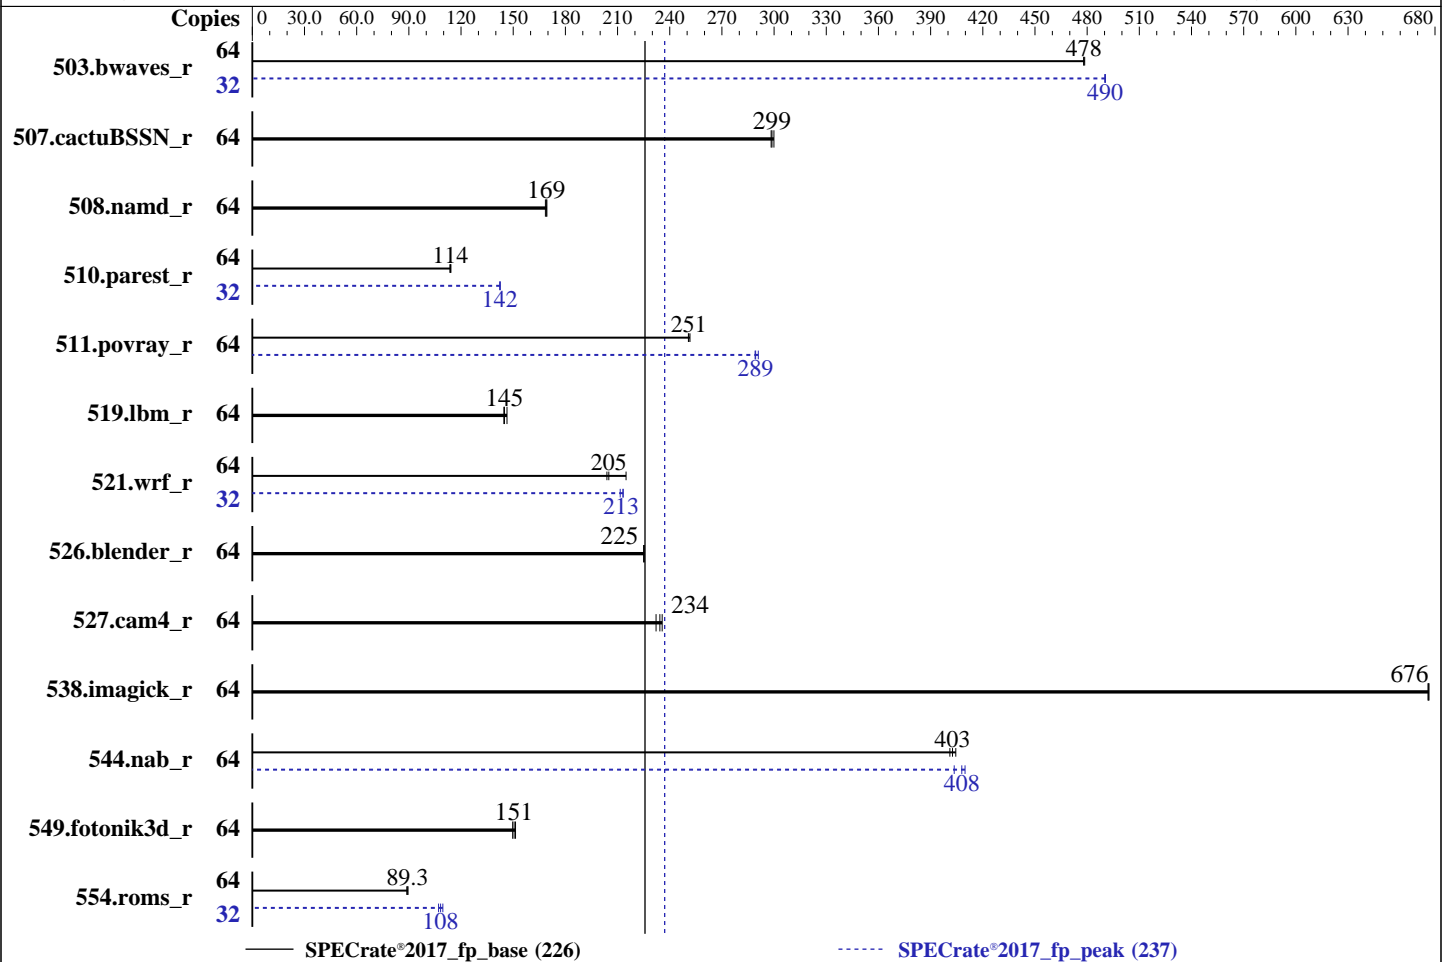 Copies 0 30.0 60.0 90.0 120 150 180 210 240 270 300 330 360 390 420 450 480 510 540 570 600 630 680
503.bwaves_r 64 478
32 490
507.cactuBSSN_r 64 299
508.namd_r 64 169
510.parest_r 64 114
32 142
511.povray_r 64 251
289
519.lbm_r 64 145
521.wrf_r 64 205
32 213
526.blender_r 64 225
527.cam4_r 64 234
538.imagick_r 64 676
544.nab_r 64 403
408
549.fotonik3d_r 64 151
554.roms_r 64 89.3
32 108
SPECrate®2017_fp_base (226) SPECrate®2017_fp_peak (237)